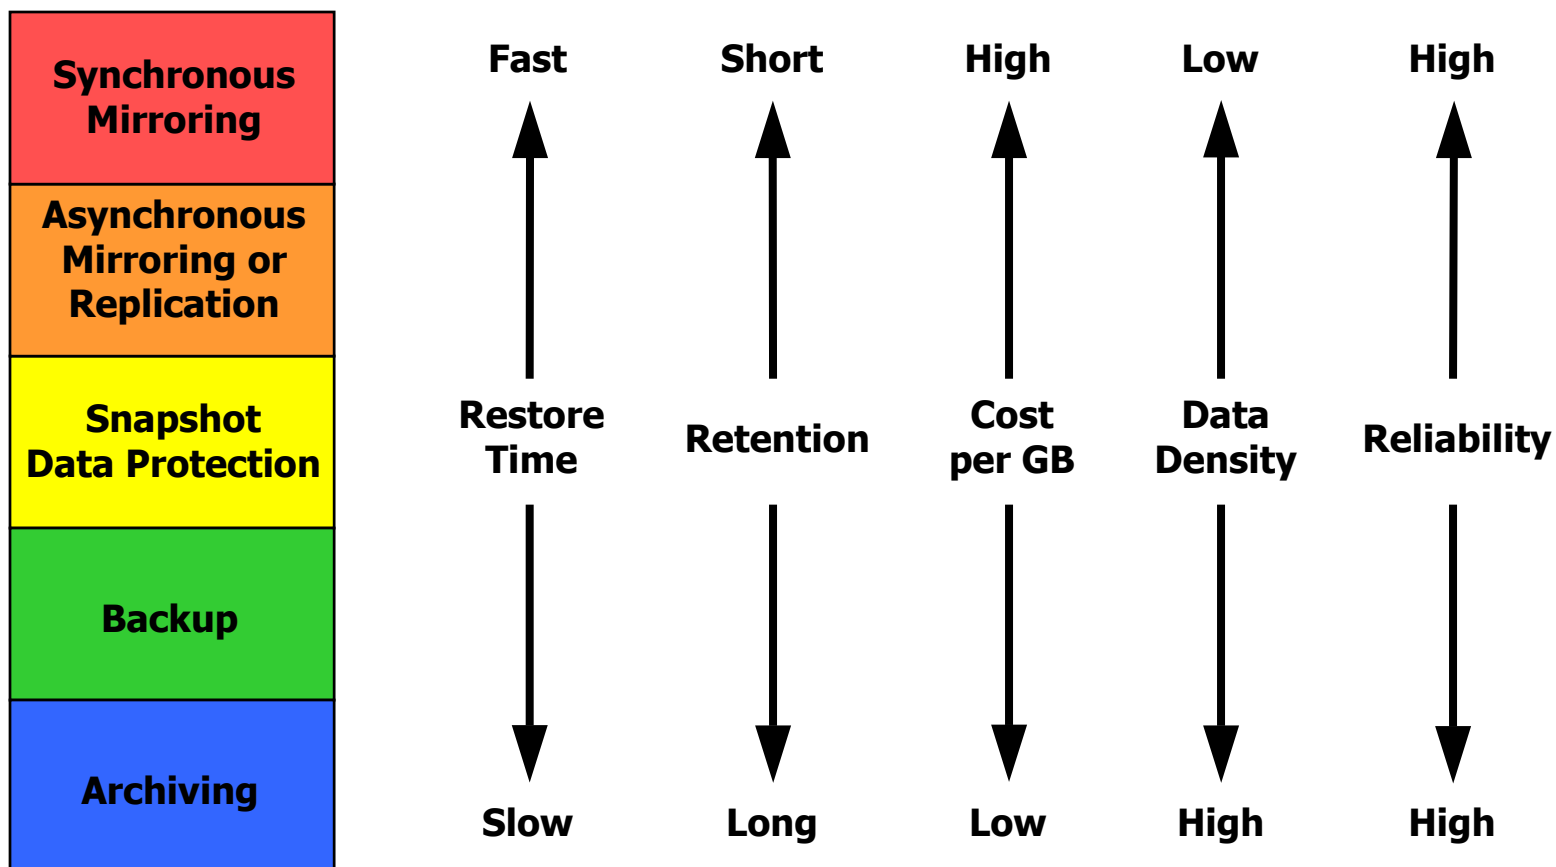 Synchronous
Mirroring
Asynchronous
Mirroring or
Replication
Snapshot
Data Protection
Backup
Archiving
Fast
Restore
Time
Slow
Short
Retention
Long
High
Cost
per GB
Low
Low
Data
Density
High
High
Reliability
High